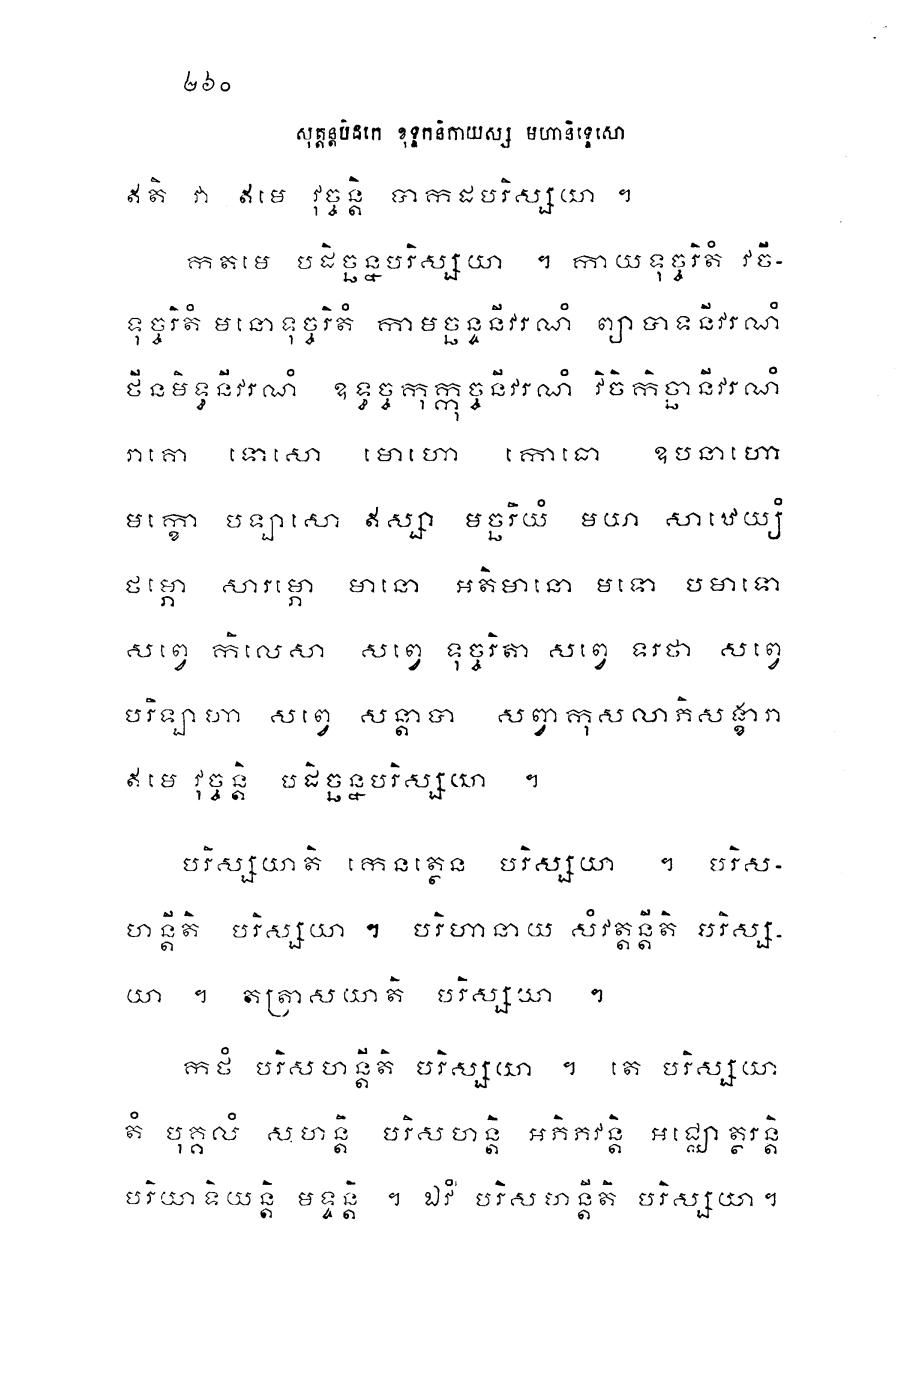 ២៦០
សុត្តន្តបិដកេ ខុទ្ទកនិកាយស្ស មហានិទ្ទេសោ
ឥតិ វា ឥមេ វុច្ចន្តិ បាកដបរិស្សយា ។
កតមេ បដិច្ឆន្នបរិស្សយា ។ កាយទុច្ចរិតំ វចី-
ទុច្ចរិតំ មនោទុច្ចរិតំ កាមច្ឆន្ទនីវរណំ ព្យាបាទនីវរណំ
ថីនមិទ្ធនីវរណំ ឧទ្ធច្ចកុក្កុច្ចនីវរណំ វិចិកិច្ឆានីវរណំ
រាគោ ទោសោ មោហោ កោធោ ឧបនាហោ
មក្ខោ បឡាសោ ឥស្សា មច្ឆរិយំ មាយា សាឋេយ្យំ
ថម្ភោ សារម្ភោ មានោ អតិមានោ មទោ បមាទោ
សព្វេ កិលេសា សព្វេ ទុច្ចរិតា សព្វេ ទរថា សព្វេ
បរិឡាហា សព្វេ សន្តាបា សព្វាកុសលាភិសង្ខារា
ឥមេ វុច្ចន្តិ បដិច្ឆន្នបរិស្សយា ។
បរិស្សយាតិ កេនត្ថេន បរិស្សយា ។ បរិស-
ហន្តីតិ បរិស្សយា ។ បរិហានាយ សំវត្តន្តីតិ បរិស្ស-
យា ។ តត្រាសយាតិ បរិស្សយា ។
កថំ បរិសហន្តីតិ បរិស្សយា ។ តេ បរិស្សយា
តំ បុគ្គលំ សហន្តិ បរិសហន្តិ អភិភវន្តិ អជ្ឈោត្ថរន្តិ
បរិយាទិយន្តិ មទ្ទន្តិ ។ ឯវំ បរិសហន្តីតិ បរិស្សយា ។